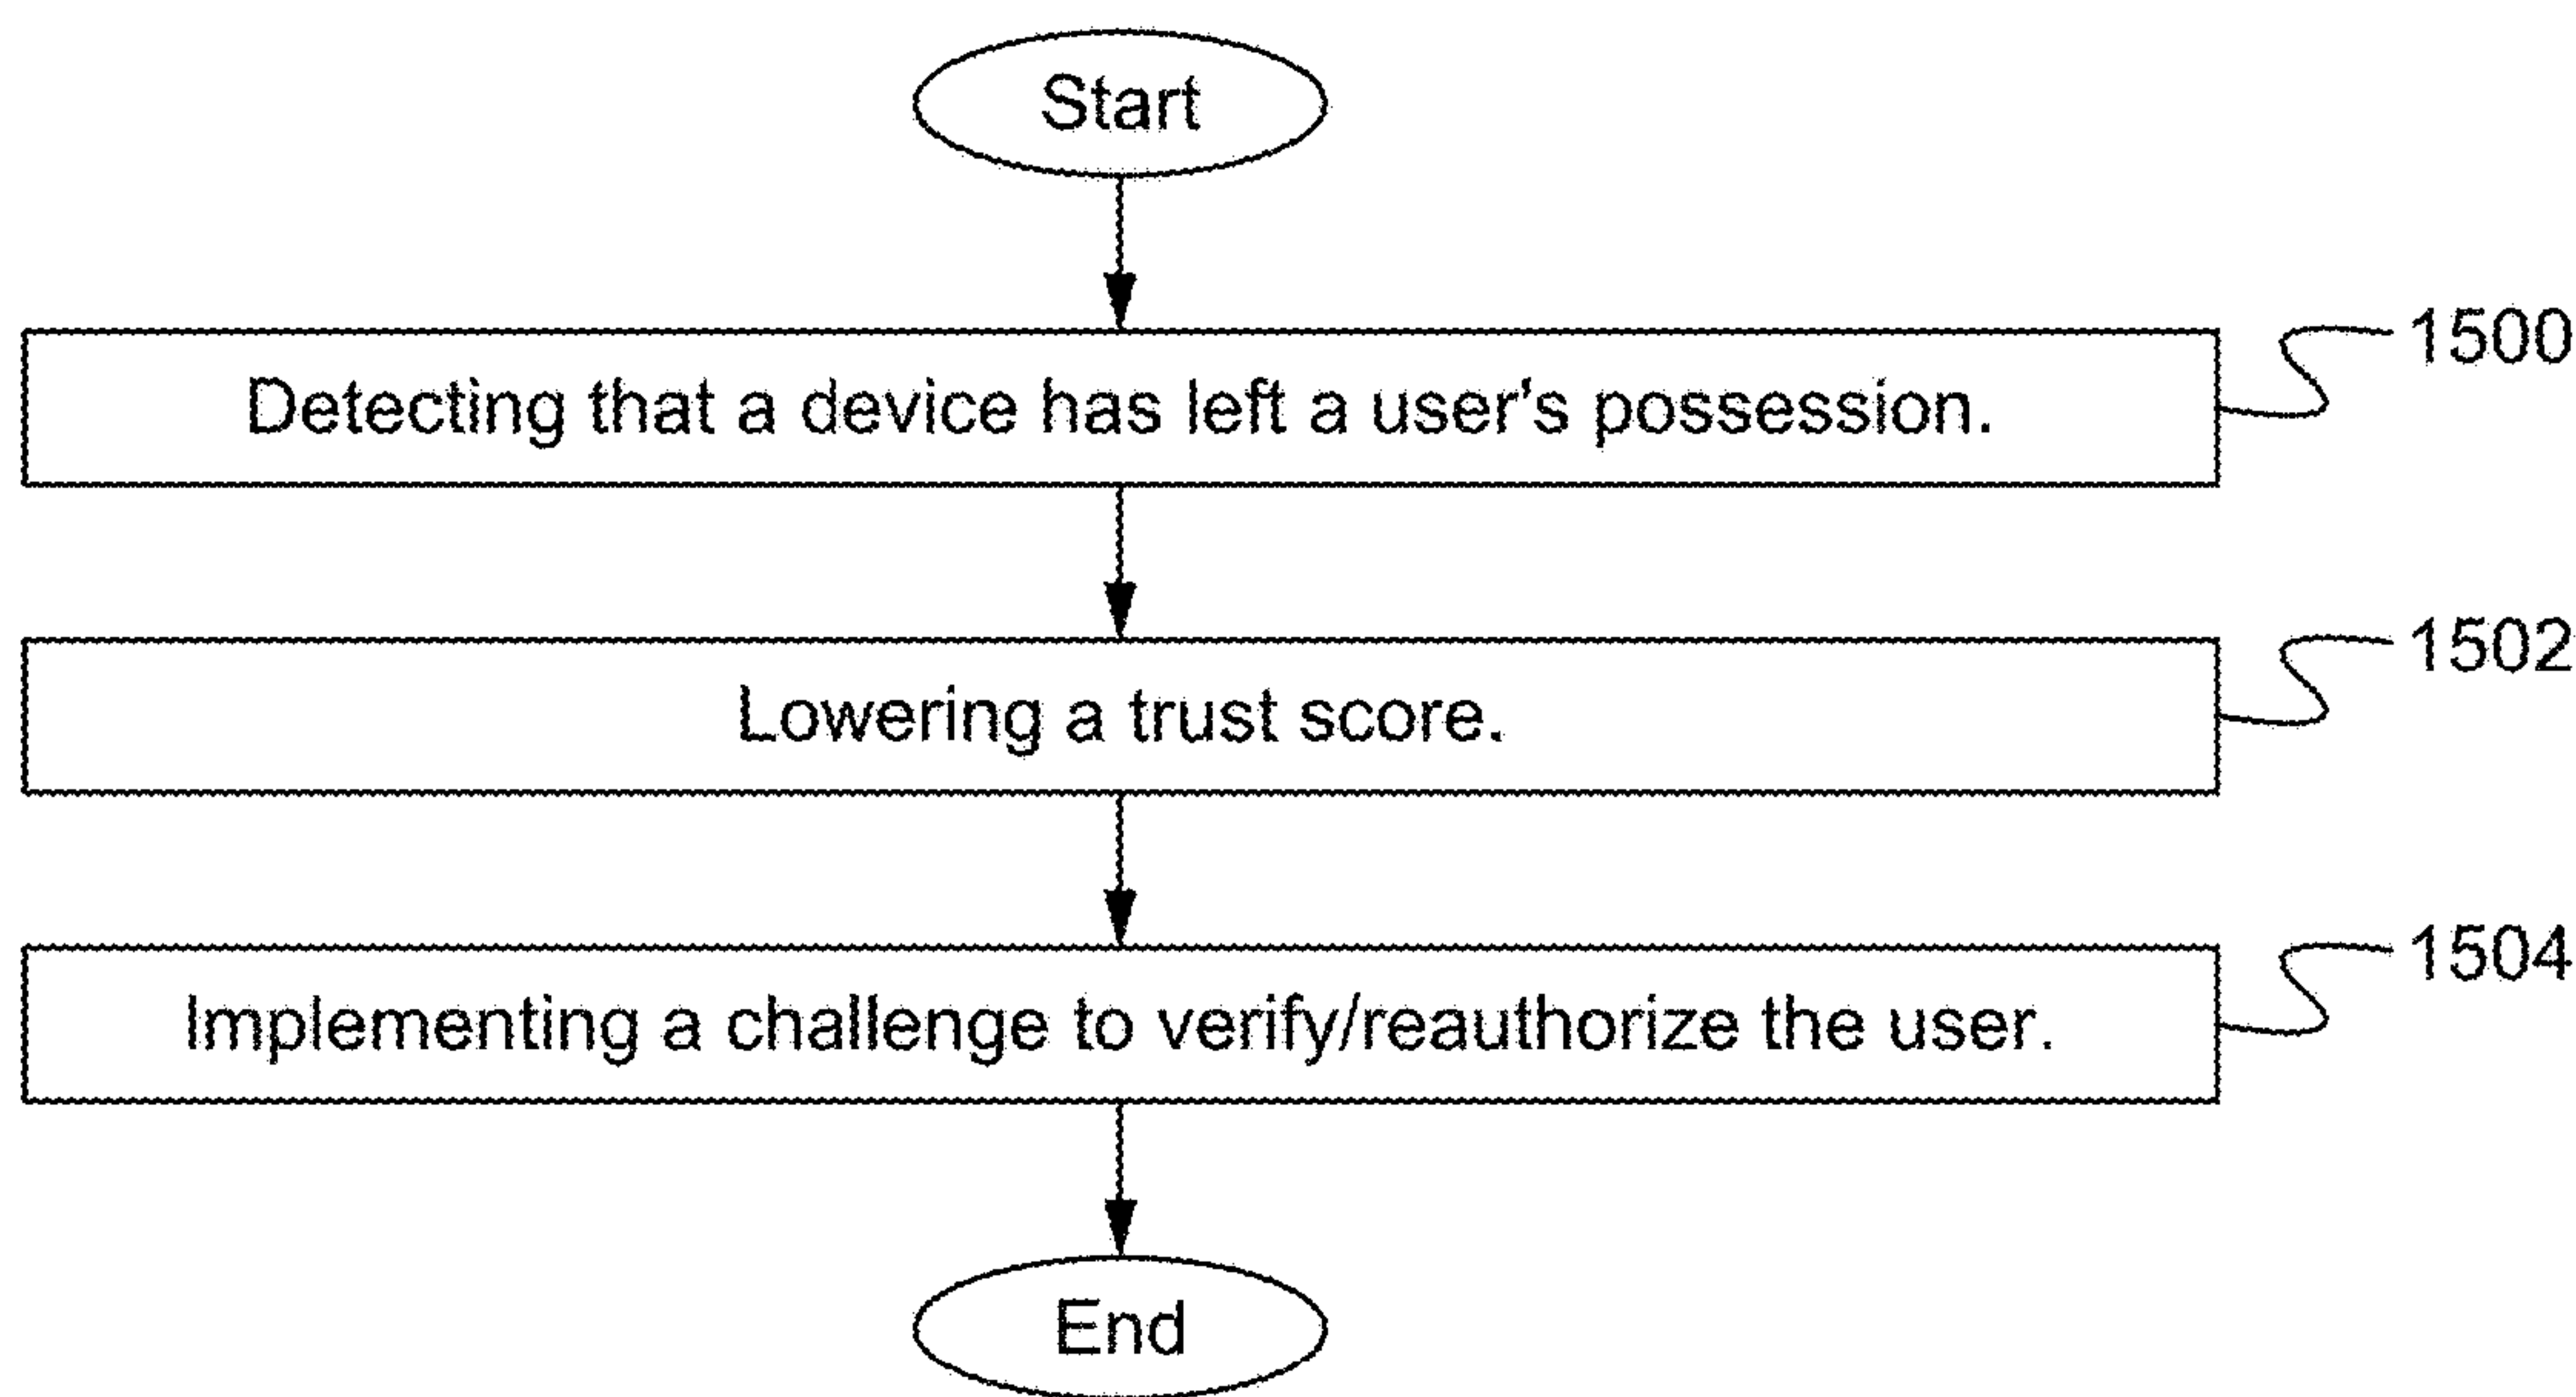 Start
Detecting that a device has left a user's possession.
1500
Lowering a trust score.
1502
Implementing a challenge to verify/reauthorize the user.
1504
End